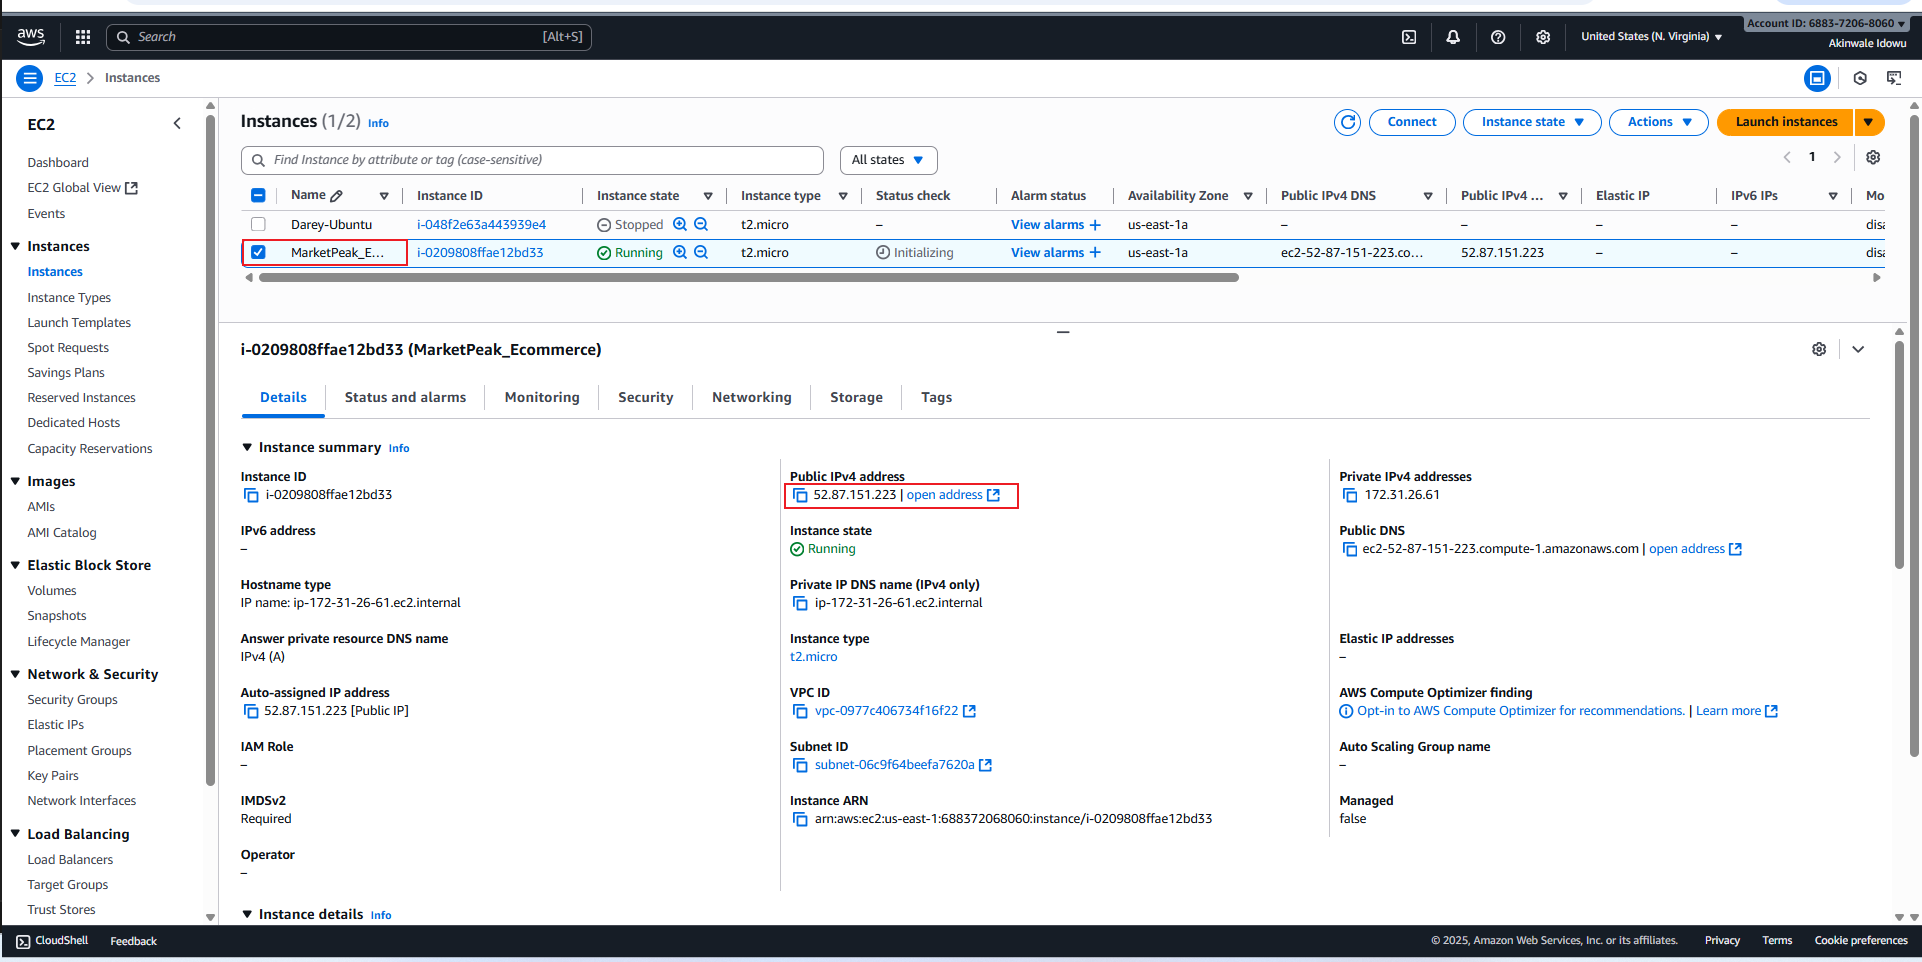 aws
Search [Alt+S]
United States (N. Virginia)
Account ID: 6883-7206-8060
Akinwale Idowu
EC2 Instances
EC2
Dashboard
EC2 Global View
Events
Instances
Instances
Instance Types
Launch Templates
Spot Requests
Savings Plans
Reserved Instances
Dedicated Hosts
Capacity Reservations
Images
AMIs
AMI Catalog
Elastic Block Store
Volumes
Snapshots
Lifecycle Manager
Network & Security
Security Groups
Elastic IPs
Placement Groups
Key Pairs
Network Interfaces
Load Balancing
Load Balancers
Target Groups
Trust Stores
Instances (1/2) Info
Connect Instance state Actions Launch instances
Find Instance by attribute or tag (case-sensitive) All states
1
Name Instance ID Instance state Instance type Status check Alarm status Availability Zone Public IPv4 DNS Public IPv4 ... Elastic IP IPv6 IPs Mo
Darey-Ubuntu i-048f2e63a443939e4 Stopped t2.micro – View alarms + us-east-1a – – – – disa
MarketPeak_E... i-0209808ffae12bd33 Running t2.micro Initializing View alarms + us-east-1a ec2-52-87-151-223.co... 52.87.151.223 – – disa
i-0209808ffae12bd33 (MarketPeak_Ecommerce)
Details Status and alarms Monitoring Security Networking Storage Tags
Instance summary Info
Instance ID
i-0209808ffae12bd33
IPv6 address
–
Hostname type
IP name: ip-172-31-26-61.ec2.internal
Answer private resource DNS name
IPv4 (A)
Auto-assigned IP address
52.87.151.223 [Public IP]
IAM Role
–
IMDSv2
Required
Operator
–
Public IPv4 address
52.87.151.223 | open address
Instance state
Running
Private IP DNS name (IPv4 only)
ip-172-31-26-61.ec2.internal
Instance type
t2.micro
VPC ID
vpc-0977c406734f16f22
Subnet ID
subnet-06c9f64beefa7620a
Instance ARN
arn:aws:ec2:us-east-1:688372068060:instance/i-0209808ffae12bd33
Private IPv4 addresses
172.31.26.61
Public DNS
ec2-52-87-151-223.compute-1.amazonaws.com | open address
Elastic IP addresses
–
AWS Compute Optimizer finding
Opt-in to AWS Compute Optimizer for recommendations. | Learn more
Auto Scaling Group name
–
Managed
false
Instance details Info
CloudShell Feedback © 2025, Amazon Web Services, Inc. or its affiliates. Privacy Terms Cookie preferences